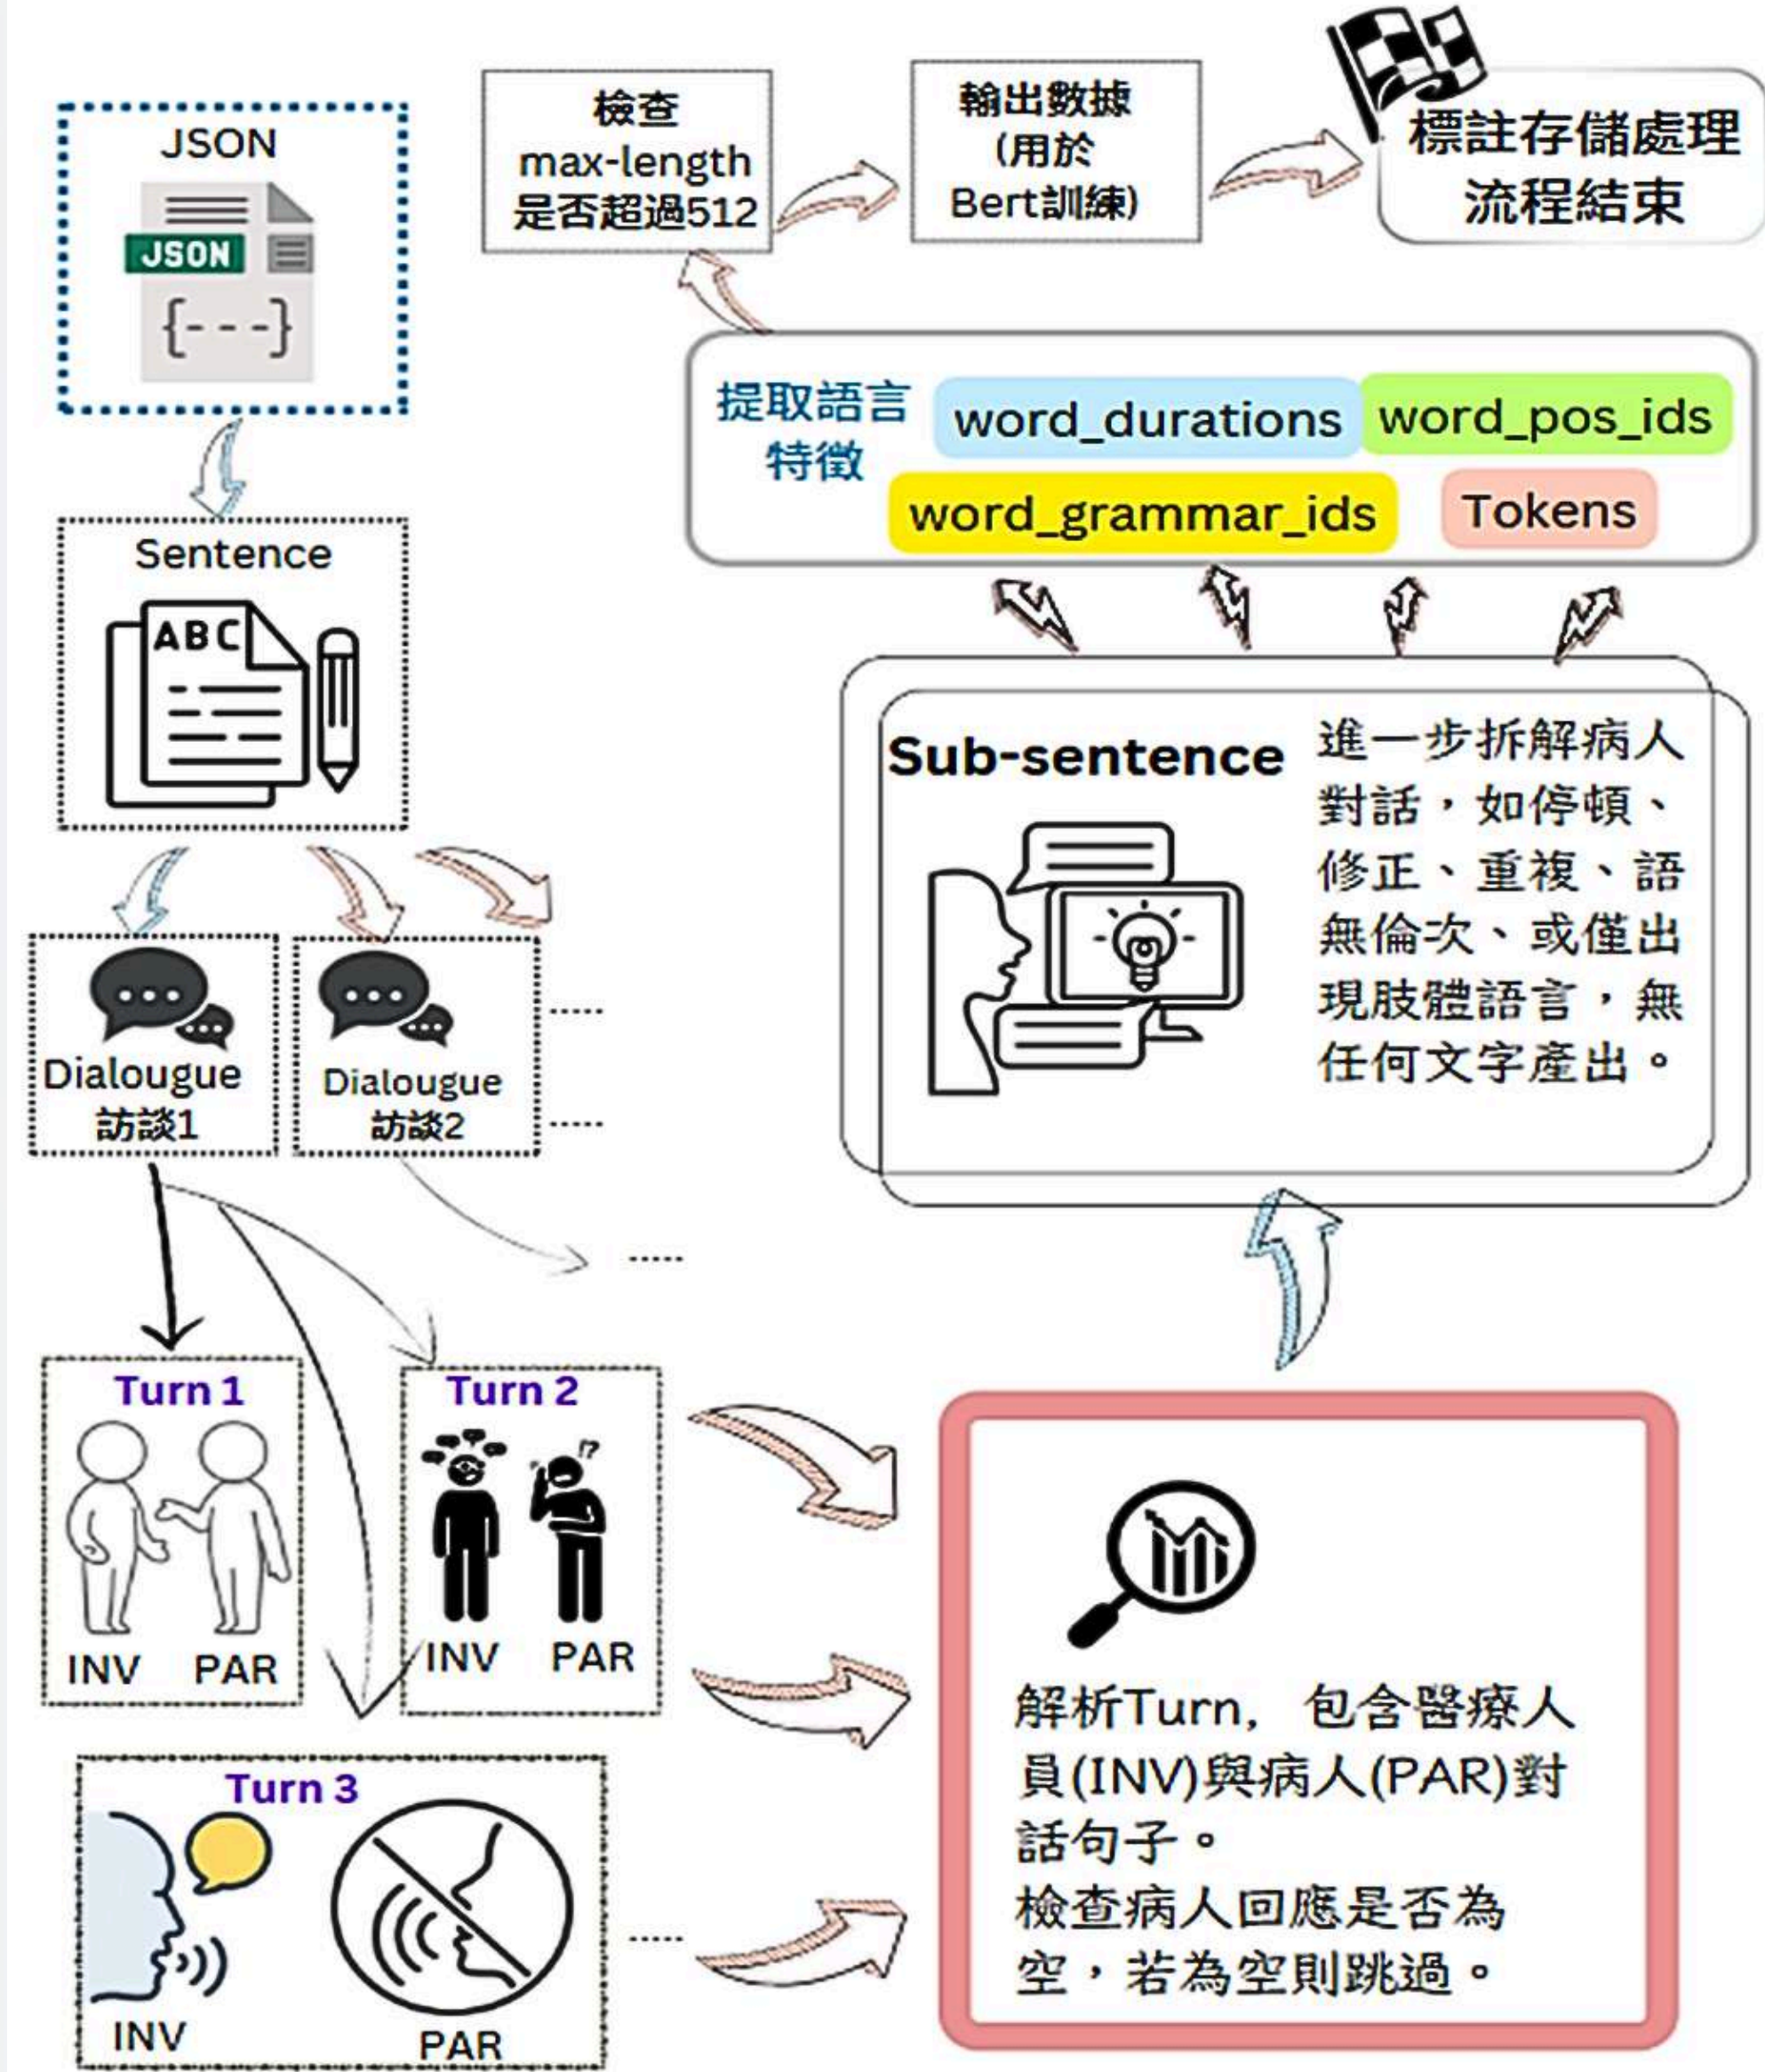 JSON
JSON
{---}
Sentence
ABC
Dialougue
訪談1
Dialougue
訪談2
......
......
......
Turn 1
INV PAR
Turn 2
!?
INV PAR
Turn 3
INV PAR
......
解析Turn, 包含醫療人
員(INV)與病人(PAR)對
話句子。
檢查病人回應是否為
空,若為空則跳過。
Sub-sentence
進一步拆解病人
對話,如停頓、
修正、重複、語
無倫次、或僅出
現肢體語言,無
任何文字產出。
提取語言
特徵
word_durations
word_pos_ids
word_grammar_ids
Tokens
檢查
max-length
是否超過512
輸出數據
(用於
Bert訓練)
標註存儲處理
流程結束